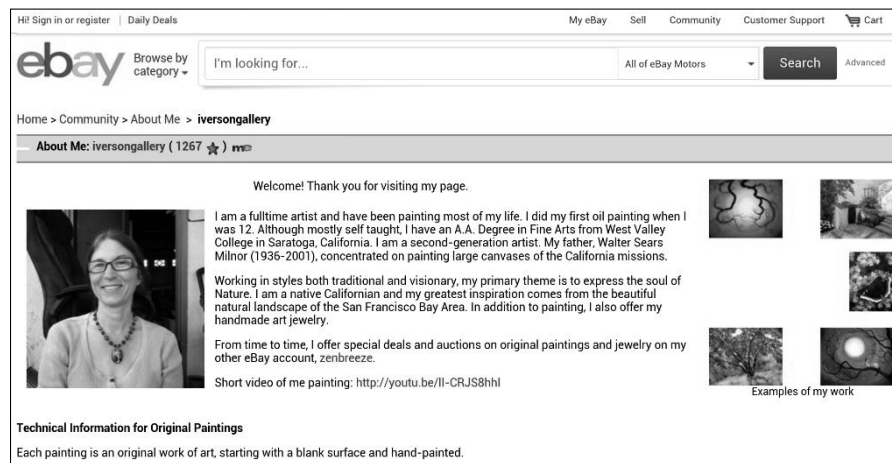 Hi! Sign in or register | Daily Deals
My eBay Sell Community Customer Support Cart
ebay
Browse by
category
I'm looking for...
All of eBay Motors
Search
Advanced
Home > Community > About Me > iversongallery
About Me: iversongallery ( 1267 ) me
Welcome! Thank you for visiting my page.
I am a fulltime artist and have been painting most of my life. I did my first oil painting when I
was 12. Although mostly self taught, I have an A.A. Degree in Fine Arts from West Valley
College in Saratoga, California. I am a second-generation artist. My father, Walter Sears
Milnor (1936-2001), concentrated on painting large canvases of the California missions.
Working in styles both traditional and visionary, my primary theme is to express the soul of
Nature. I am a native Californian and my greatest inspiration comes from the beautiful
natural landscape of the San Francisco Bay Area. In addition to painting, I also offer my
handmade art jewelry.
From time to time, I offer special deals and auctions on original paintings and jewelry on my
other eBay account, zenbreeze.
Short video of me painting: http://youtu.be/lI-CRJS8hhI
Examples of my work
Technical Information for Original Paintings
Each painting is an original work of art, starting with a blank surface and hand-painted.